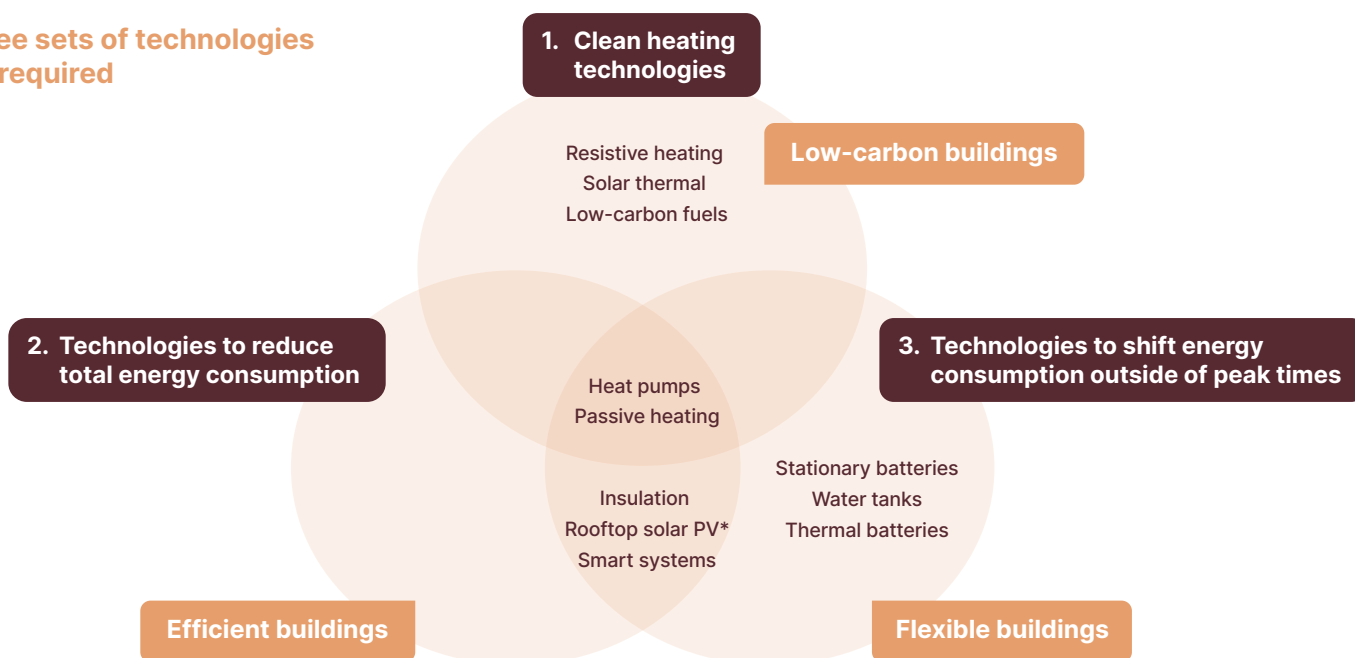 sets of technologies
required
1. Clean heating
technologies
Resistive heating
Solar thermal
Low-carbon fuels
Low-carbon buildings
2. Technologies to reduce
total energy consumption
3. Technologies to shift energy
consumption outside of peak times
Heat pumps
Passive heating
Stationary batteries
Water tanks
Thermal batteries
Insulation
Rooftop solar PV*
Smart systems
Efficient buildings
Flexible buildings